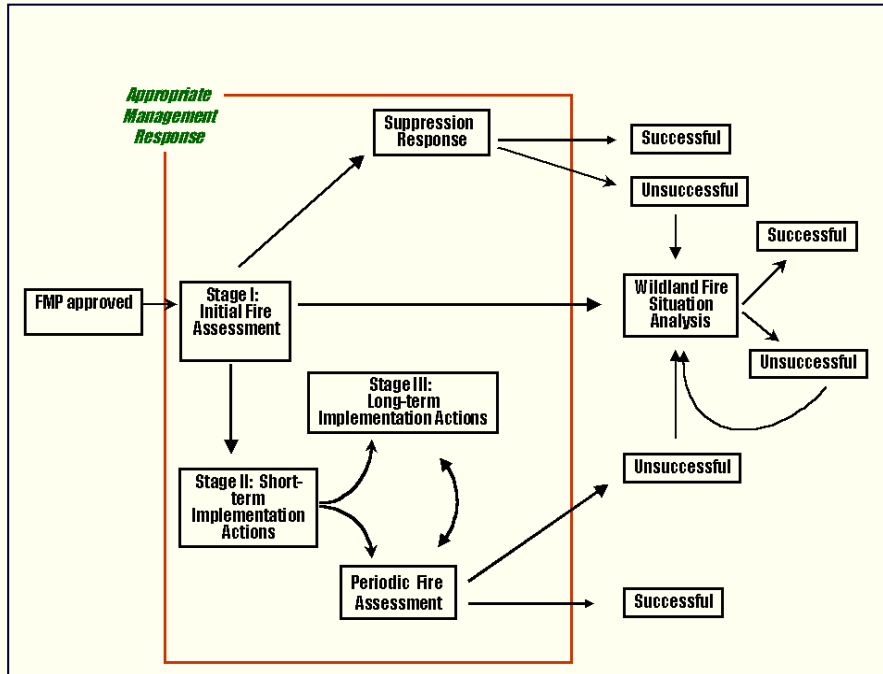 Appropriate
Management
Response
Suppression
Response
Successful
Unsuccessful
Successful
FMP approved
Stage I:
Initial Fire
Assessment
Wildland Fire
Situation
Analysis
Unsuccessful
Stage III:
Long-term
Implementation Actions
Unsuccessful
Stage II: Short-
term
Implementation
Actions
Periodic Fire
Assessment
Successful